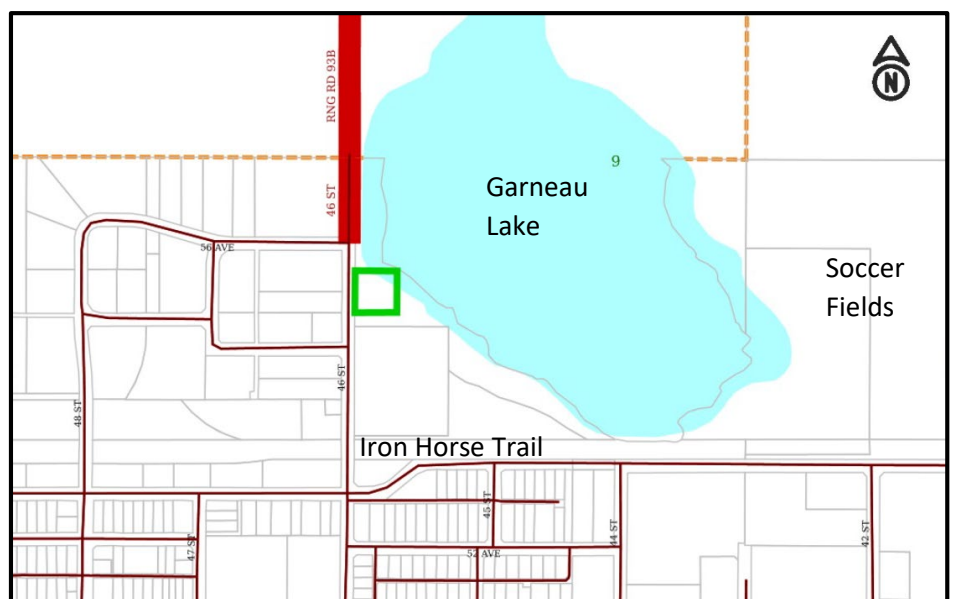 N
RNG RD 93B
9
Garneau
Lake
46 ST
56 AVE
Soccer
Fields
46 ST
48 ST
Iron Horse Trail
45 ST
44 ST
42 ST
47 ST
52 AVE